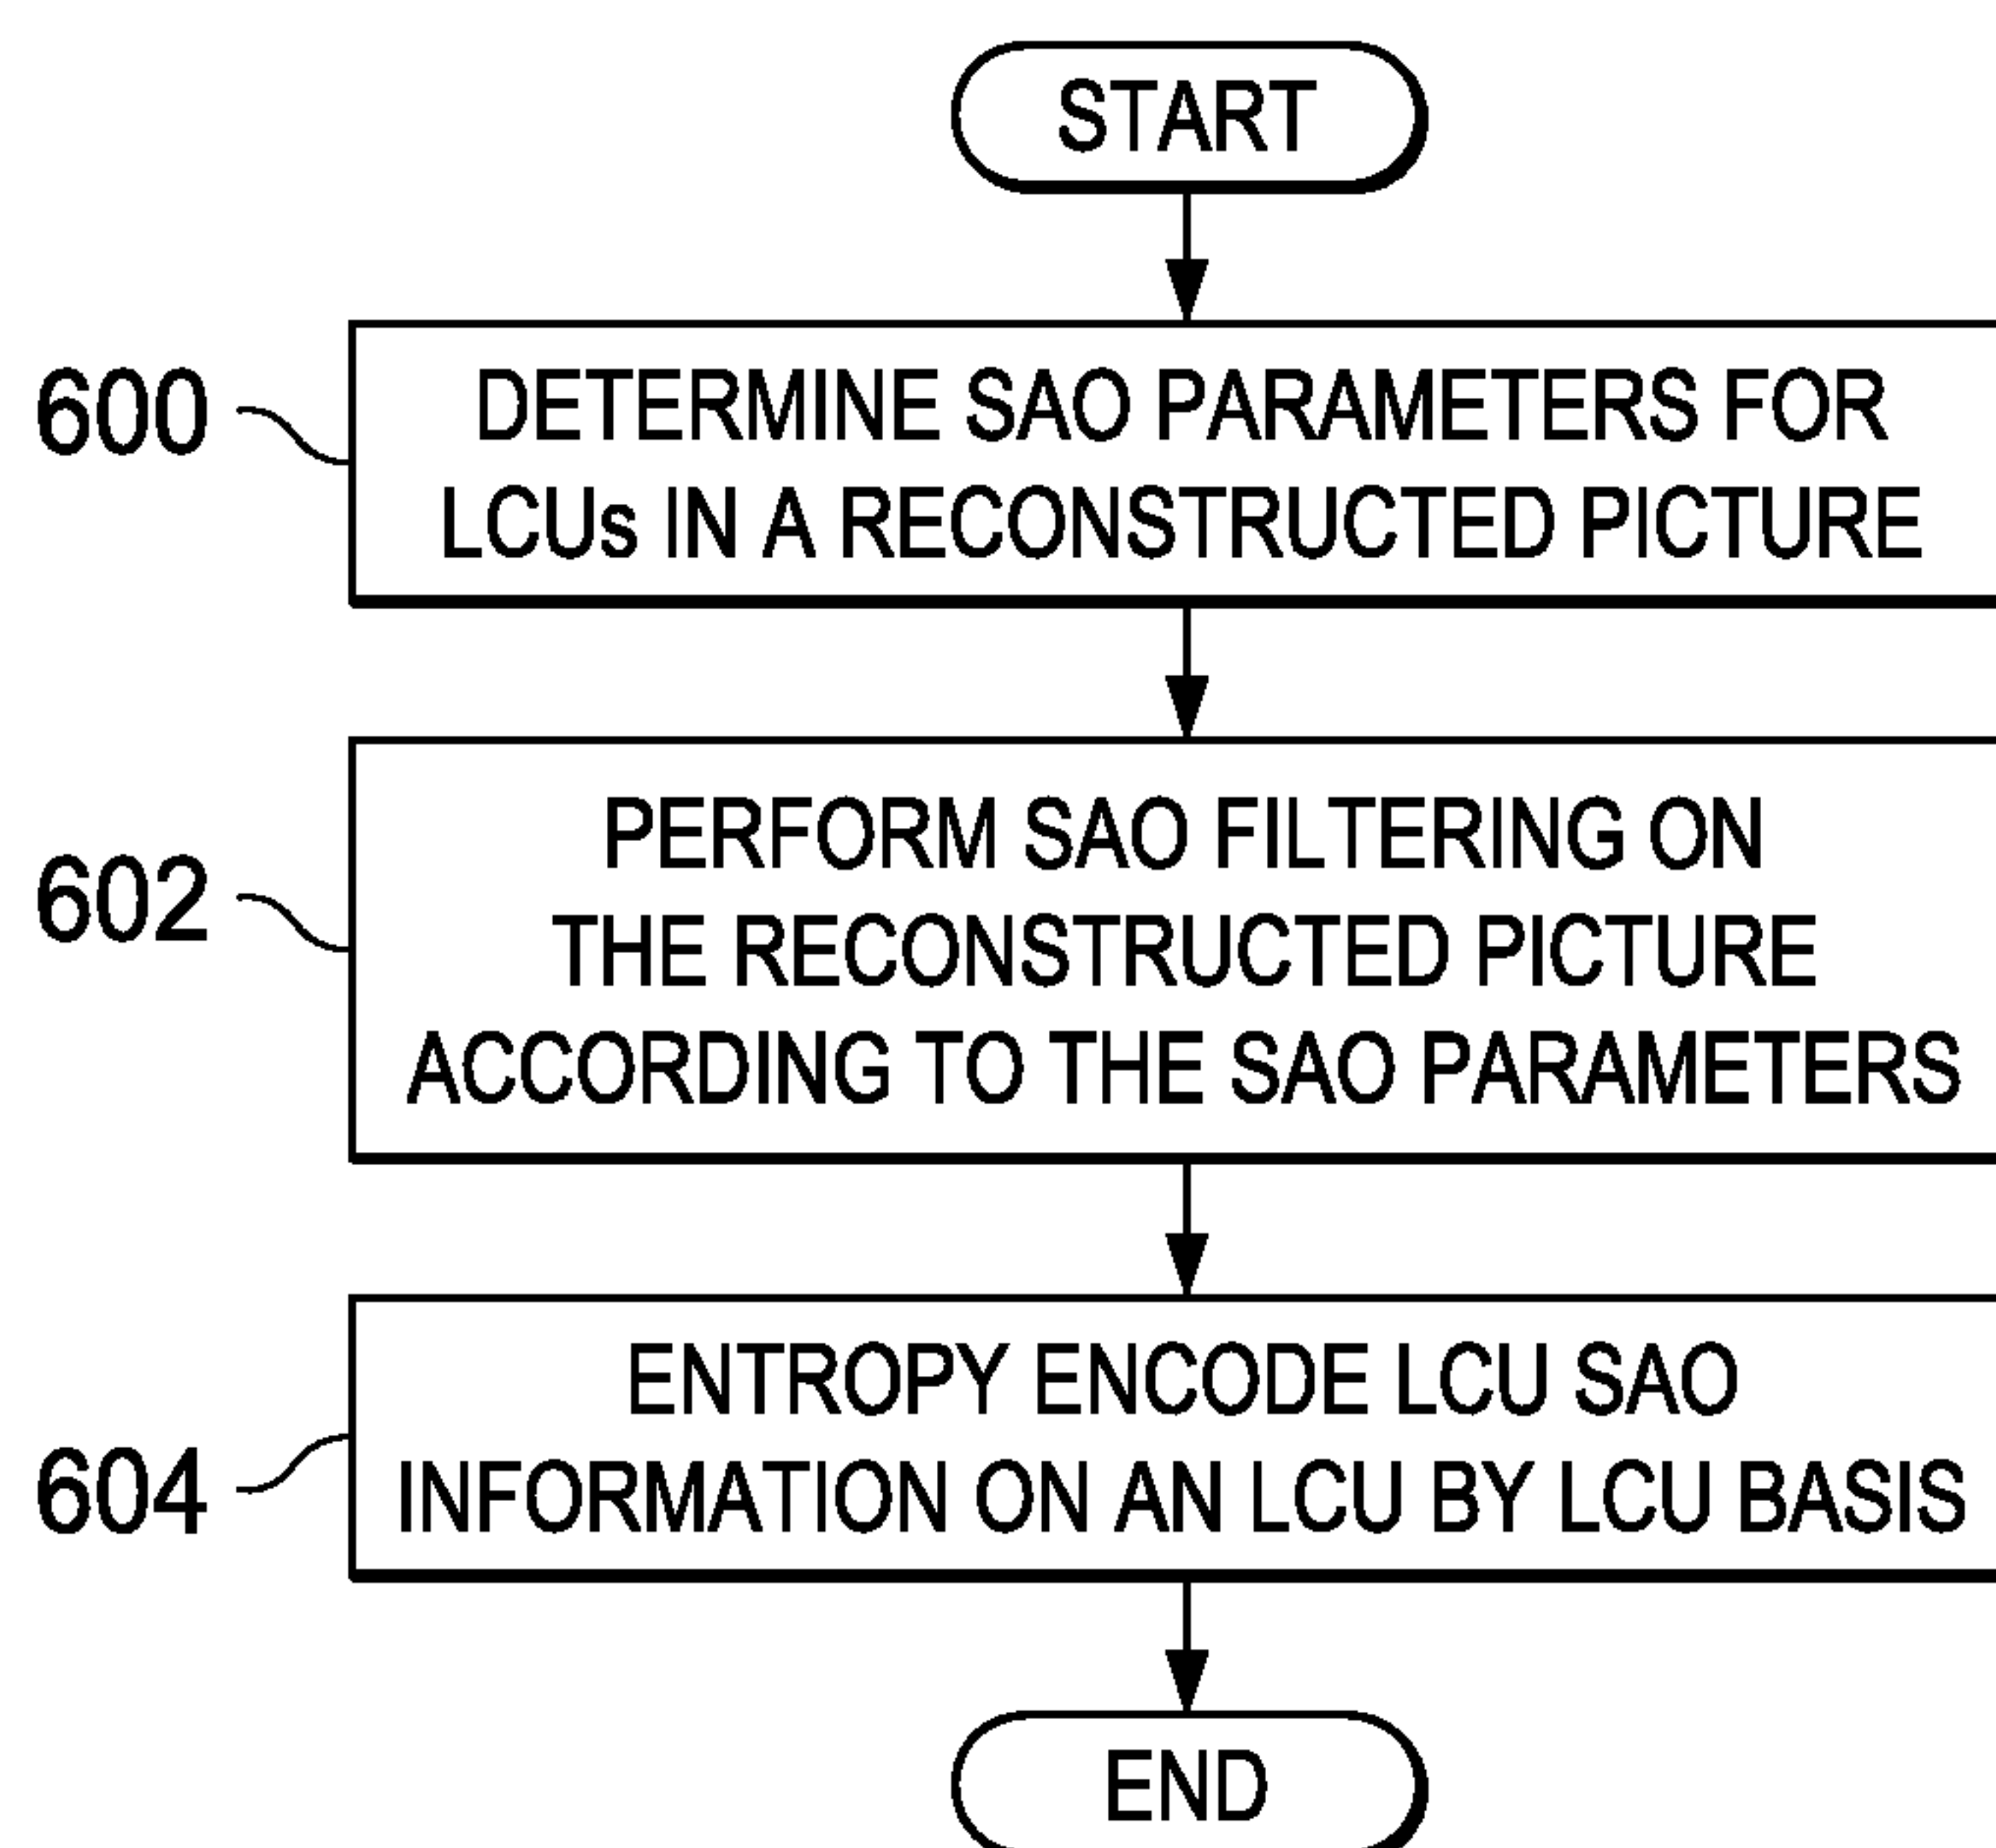 START
600
DETERMINE SAO PARAMETERS FOR
LCUs IN A RECONSTRUCTED PICTURE
602
PERFORM SAO FILTERING ON
THE RECONSTRUCTED PICTURE
ACCORDING TO THE SAO PARAMETERS
604
ENTROPY ENCODE LCU SAO
INFORMATION ON AN LCU BY LCU BASIS
END